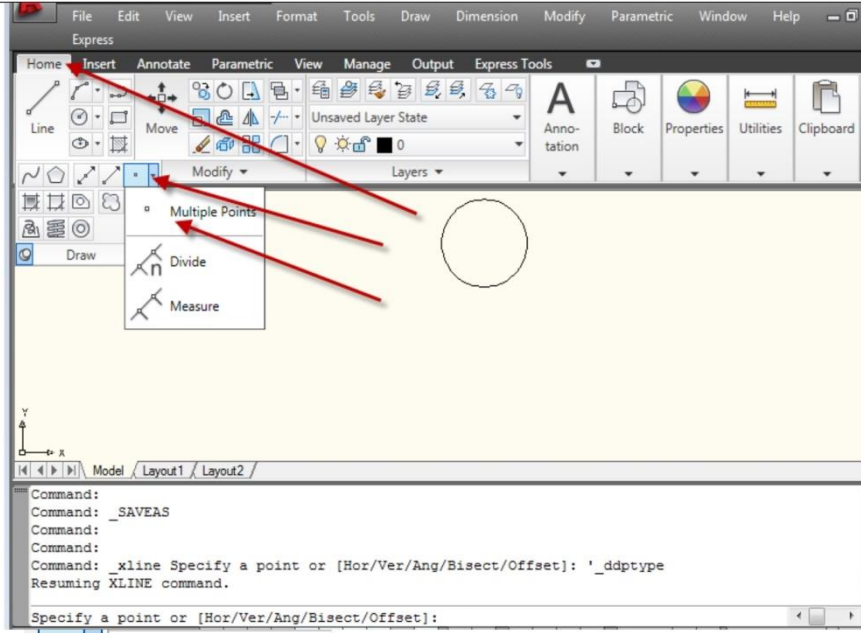 File Edit View Insert Format Tools Draw Dimension Modify Parametric Window Help
Express
Home Insert Annotate Parametric View Manage Output Express Tools
Unsaved Layer State
Line Move Anno- Block Properties Utilities Clipboard
tation
0
Modify Layers
Multiple Points
Draw
n Divide
Measure
Y
X
Model Layout1 Layout2
Command:
Command: _SAVEAS
Command:
Command:
Command: _xline Specify a point or [Hor/Ver/Ang/Bisect/Offset]: '_ddptype
Resuming XLINE command.
Specify a point or [Hor/Ver/Ang/Bisect/Offset]: